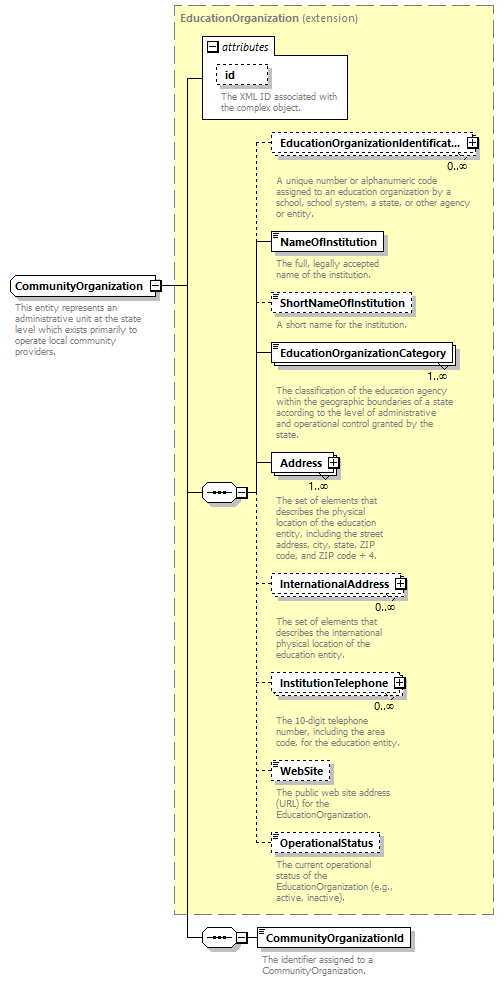 EducationOrganization (extension)
attributes
id
The XML ID associated with
the complex object.
EducationOrganizationIdentificat...
0..∞
A unique number or alphanumeric code
assigned to an education organization by a
school, school system, a state, or other agency
or entity.
NameOfInstitution
The full, legally accepted
name of the institution.
CommunityOrganization
This entity represents an
administrative unit at the state
level which exists primarily to
operate local community
providers.
ShortNameOfInstitution
A short name for the institution.
EducationOrganizationCategory
1..∞
The classification of the education agency
within the geographic boundaries of a state
according to the level of administrative
and operational control granted by the
state.
Address
1..∞
The set of elements that
describes the physical
location of the education
entity, including the street
address, city, state, ZIP
code, and ZIP code + 4.
InternationalAddress
0..∞
The set of elements that
describes the international
physical location of the
education entity.
InstitutionTelephone
0..∞
The 10-digit telephone
number, including the area
code, for the education entity.
WebSite
The public web site address
(URL) for the
EducationOrganization.
OperationalStatus
The current operational
status of the
EducationOrganization (e.g.,
active, inactive).
CommunityOrganizationId
The identifier assigned to a
CommunityOrganization.